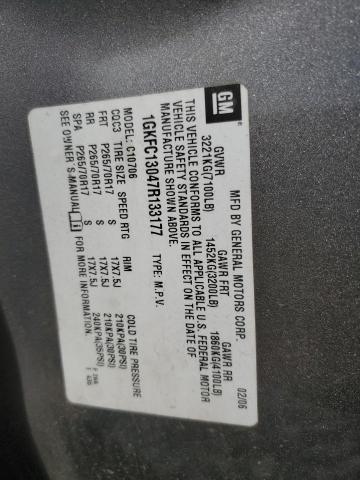 GM
MFD BY GENERAL MOTORS CORP. 02/06
GVWR GAWR FRT GAWR RR
3221KG(7100LB) 1452KG(3200LB) 1860KG(4100LB)
THIS VEHICLE CONFORMS TO ALL APPLICABLE U.S. FEDERAL MOTOR
VEHICLE SAFETY STANDARDS IN EFFECT ON THE DATE OF
MANUFACTURE SHOWN ABOVE.
1GKFC13047R133177 TYPE: M.P.V.
MODEL: C10706
CQC3 TIRE SIZE SPEED RTG RIM COLD TIRE PRESSURE
FRT P265/70R17 S 17X7.5J 210KPA(30PSI)
RR P265/70R17 S 17X7.5J 210KPA(30PSI)
SPA P265/70R17 S 17X7.5J 240KPA(35PSI)
SEE OWNER'S MANUAL FOR MORE INFORMATION.